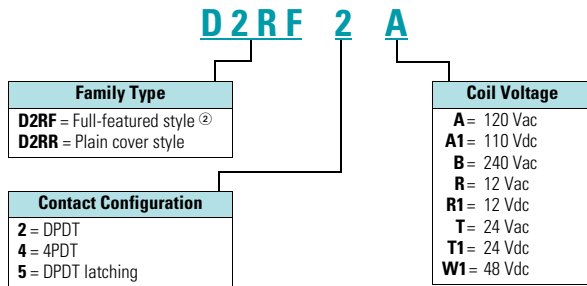 D2RF 2 A
Family Type
D2RF = Full-featured style ②
D2RR = Plain cover style
Contact Configuration
2 = DPDT
4 = 4PDT
5 = DPDT latching
Coil Voltage
A = 120 Vac
A1 = 110 Vdc
B = 240 Vac
R = 12 Vac
R1 = 12 Vdc
T = 24 Vac
T1 = 24 Vdc
W1 = 48 Vdc